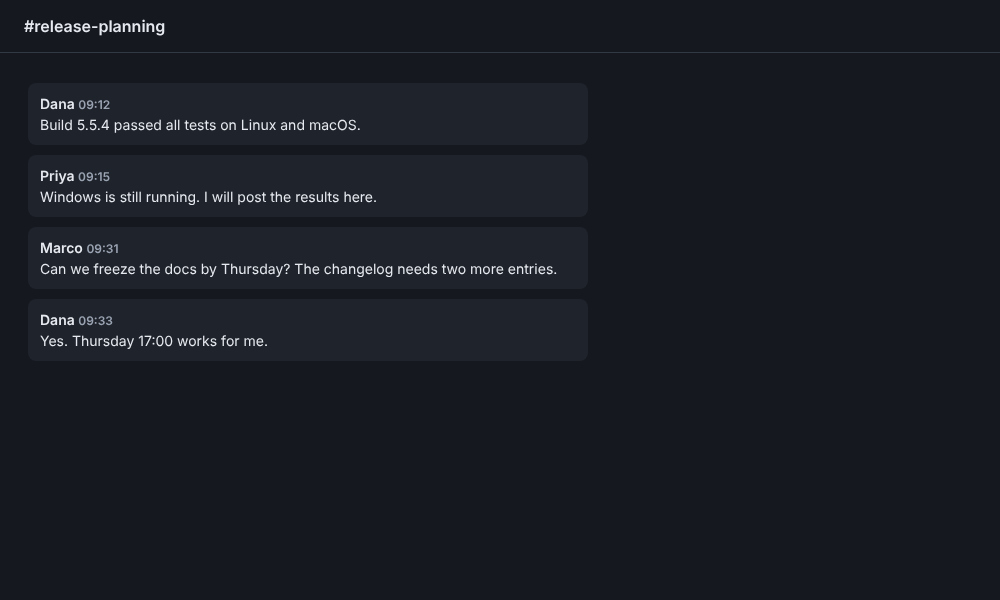 #release-planning
Dana 09:12
Build 5.5.4 passed all tests on Linux and macOS.
Priya 09:15
Windows is still running. I will post the results here.
Marco 09:31
Can we freeze the docs by Thursday? The changelog needs two more entries.
Dana 09:33
Yes. Thursday 17:00 works for me.